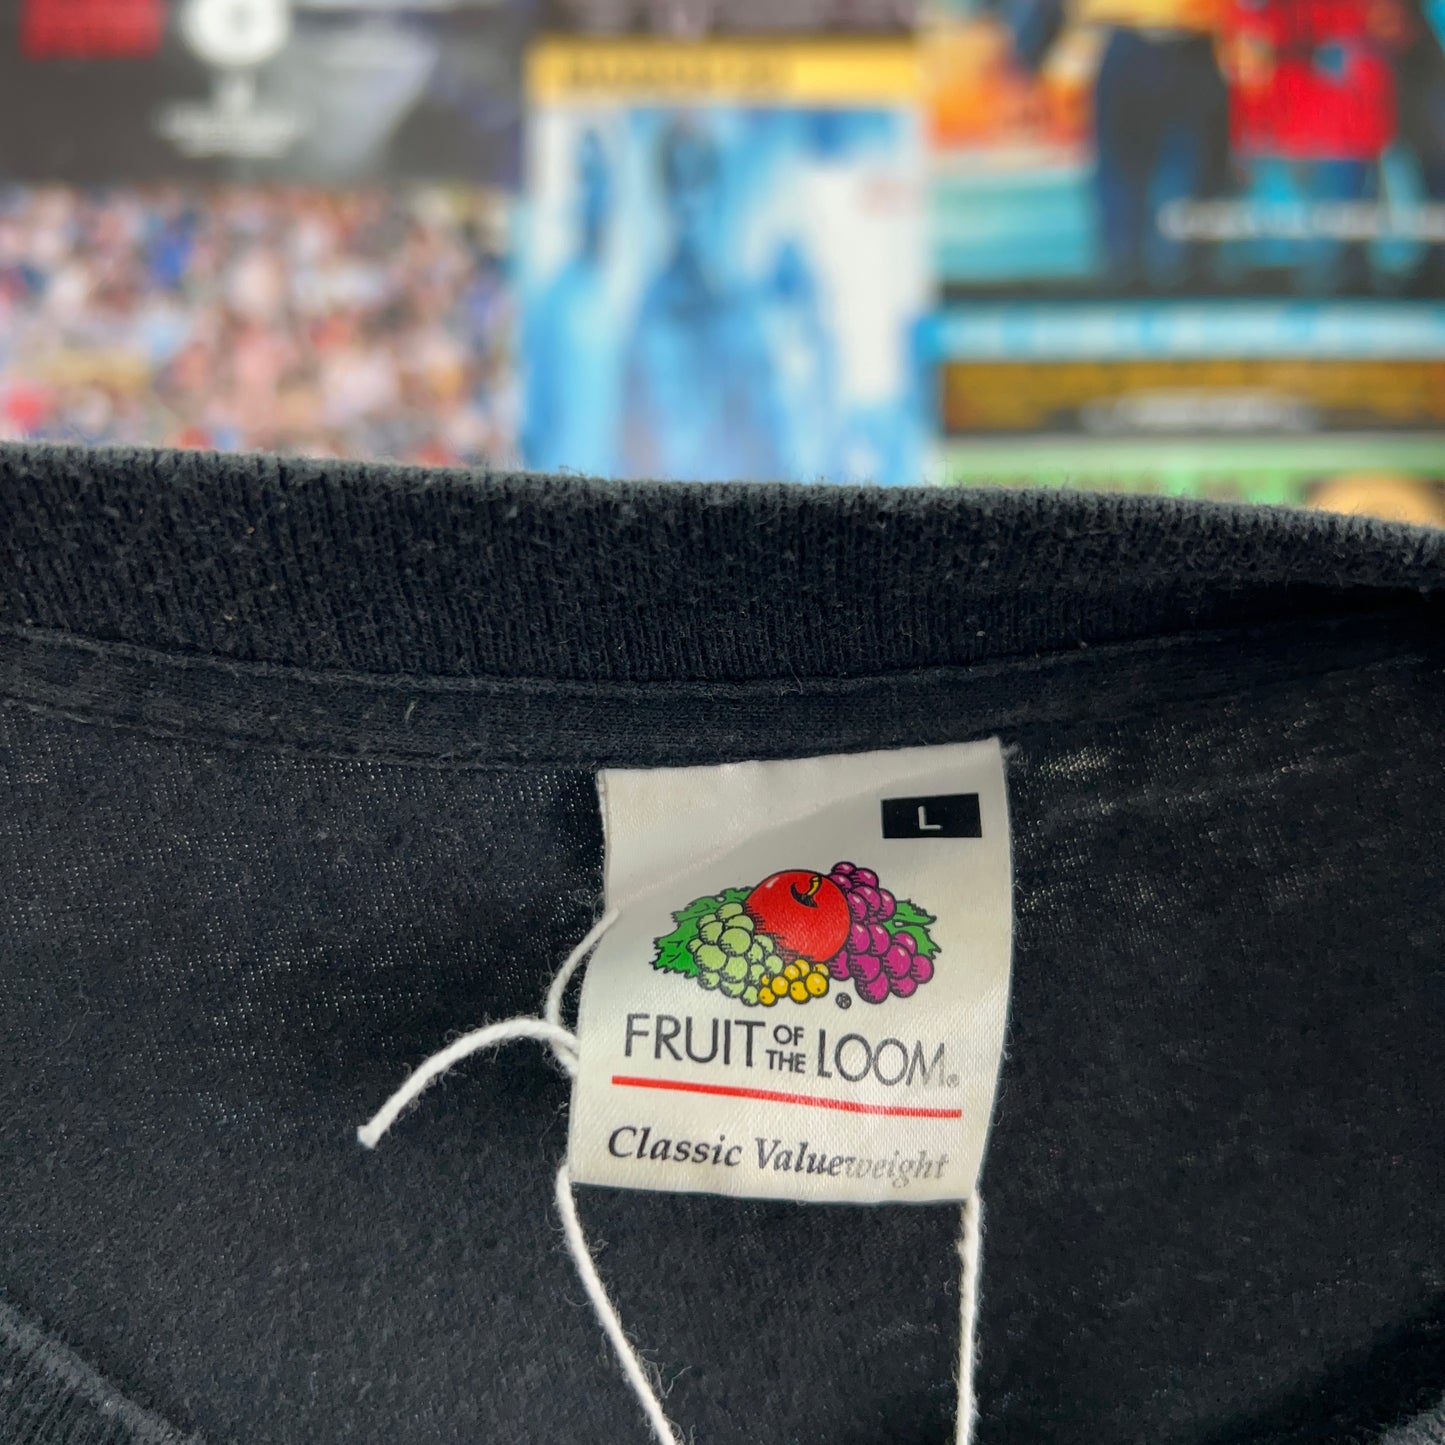 L
®
FRUIT OF THE LOOM®
Classic Valueweight